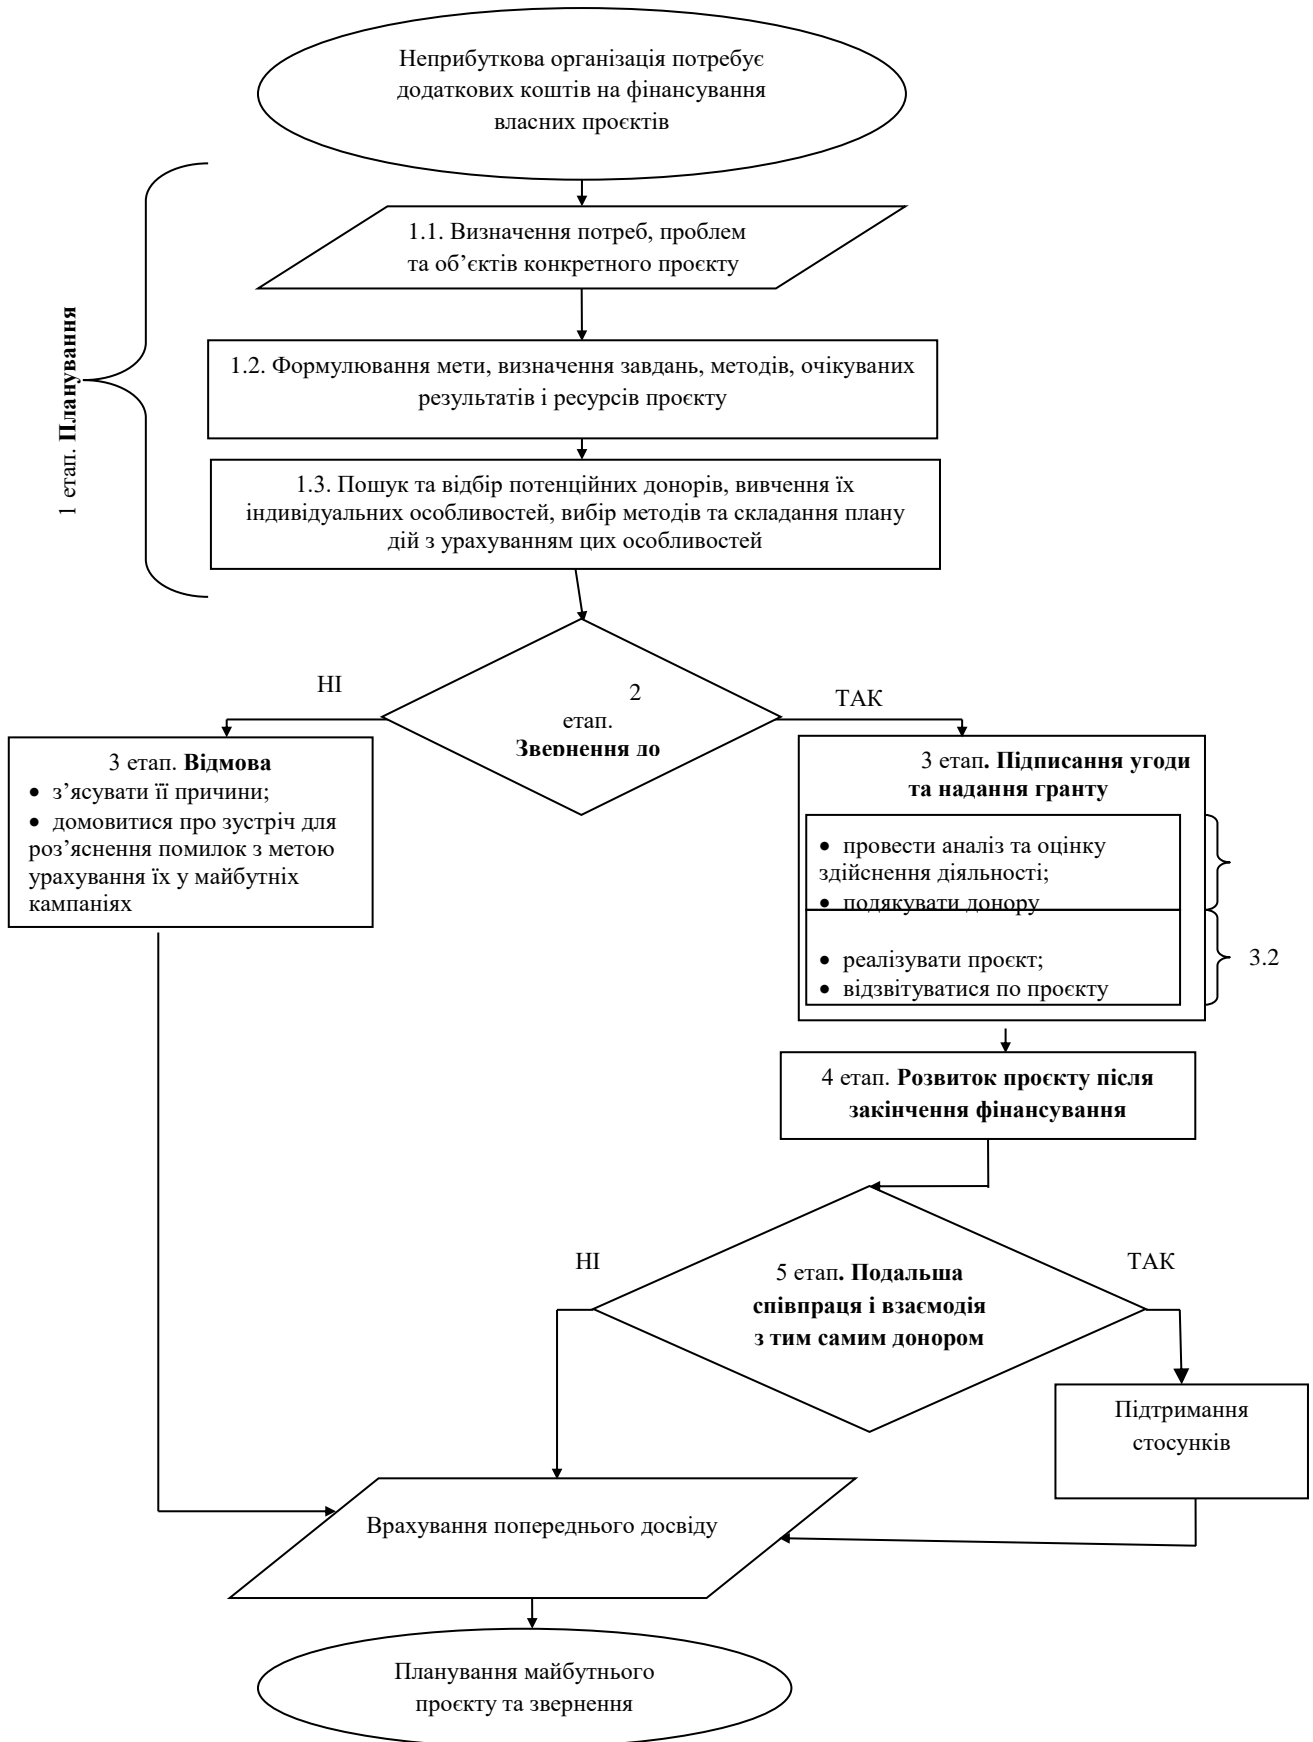 Неприбуткова організація потребує
додаткових коштів на фінансування
власних проєктів
1 етап. Планування
1.1. Визначення потреб, проблем
та об’єктів конкретного проєкту
1.2. Формулювання мети, визначення завдань, методів, очікуваних
результатів і ресурсів проєкту
1.3. Пошук та відбір потенційних донорів, вивчення їх
індивідуальних особливостей, вибір методів та складання плану
дій з урахуванням цих особливостей
НІ
2
етап.
Звернення до
ТАК
3 етап. Відмова
• з’ясувати її причини;
• домовитися про зустріч для
роз’яснення помилок з метою
урахування їх у майбутніх
кампаніях
3 етап. Підписання угоди
та надання гранту
• провести аналіз та оцінку
здійснення діяльності;
• подякувати донору
• реалізувати проєкт;
• відзвітуватися по проєкту
3.2
4 етап. Розвиток проєкту після
закінчення фінансування
НІ
5 етап. Подальша
співпраця і взаємодія
з тим самим донором
ТАК
Підтримання
стосунків
Врахування попереднього досвіду
Планування майбутнього
проєкту та звернення